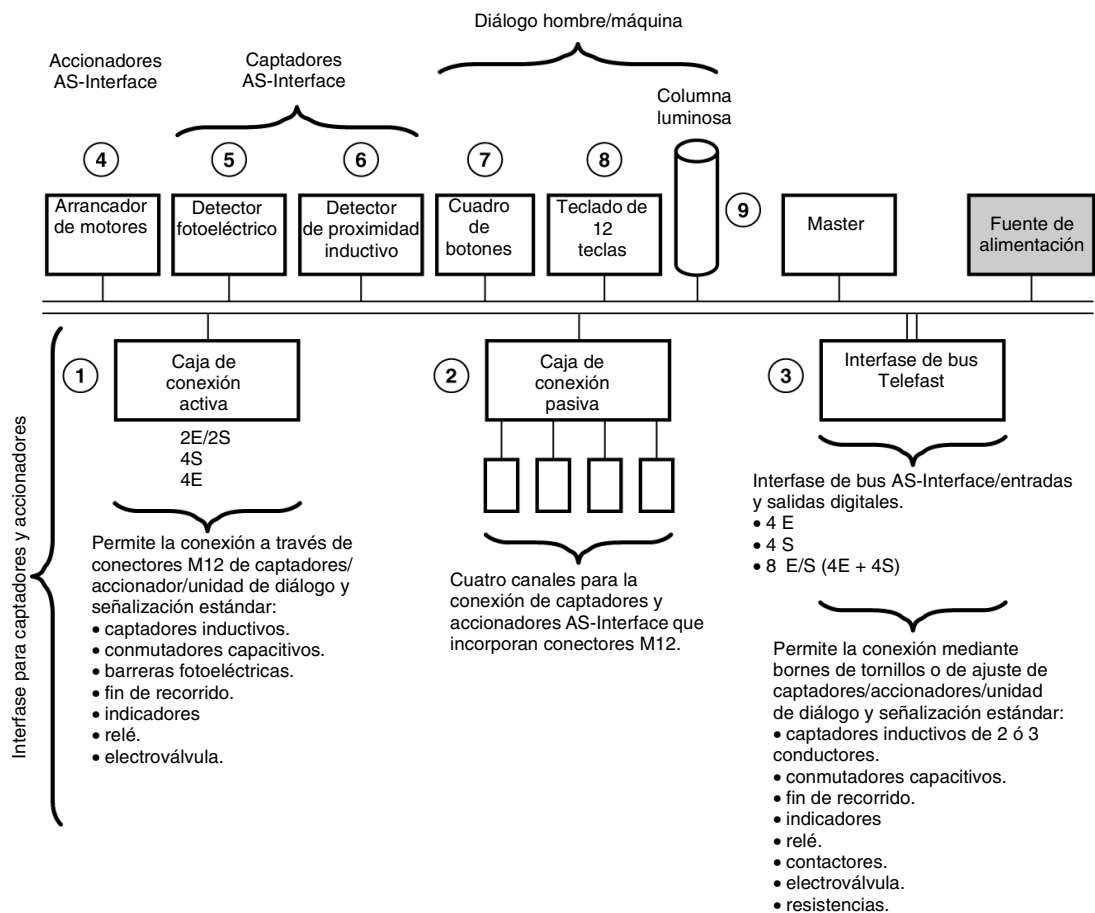 Diálogo hombre/máquina
Accionadores
AS-Interface
Captadores
AS-Interface
Columna
luminosa
4
5
6
7
8
9
Arrancador
de motores
Detector
fotoeléctrico
Detector
de proximidad
inductivo
Cuadro
de
botones
Teclado de
12
teclas
Master
Fuente de
alimentación
Interfase para captadores y accionadores
1
Caja de
conexión
activa
2E/2S
4S
4E
Permite la conexión a través de
conectores M12 de captadores/
accionador/unidad de diálogo y
señalización estándar:
• captadores inductivos.
• conmutadores capacitivos.
• barreras fotoeléctricas.
• fin de recorrido.
• indicadores
• relé.
• electroválvula.
2
Caja de
conexión
pasiva
Cuatro canales para la
conexión de captadores y
accionadores AS-Interface que
incorporan conectores M12.
3
Interfase de bus
Telefast
Interfase de bus AS-Interface/entradas
y salidas digitales.
• 4 E
• 4 S
• 8 E/S (4E + 4S)
Permite la conexión mediante
bornes de tornillos o de ajuste de
captadores/accionadores/unidad
de diálogo y señalización estándar:
• captadores inductivos de 2 ó 3
conductores.
• conmutadores capacitivos.
• fin de recorrido.
• indicadores
• relé.
• contactores.
• electroválvula.
• resistencias.